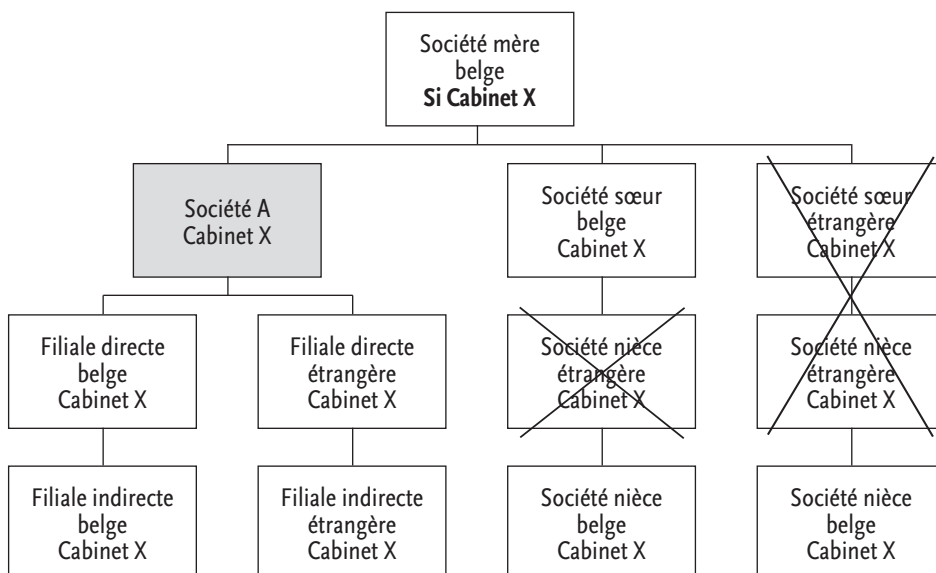 Société mère
belge
Si Cabinet X
Société A
Cabinet X
Société sœur
belge
Cabinet X
Société sœur
étrangère
Cabinet X
Filiale directe
belge
Cabinet X
Filiale directe
étrangère
Cabinet X
Société nièce
étrangère
Cabinet X
Société nièce
étrangère
Cabinet X
Filiale indirecte
belge
Cabinet X
Filiale indirecte
étrangère
Cabinet X
Société nièce
belge
Cabinet X
Société nièce
belge
Cabinet X